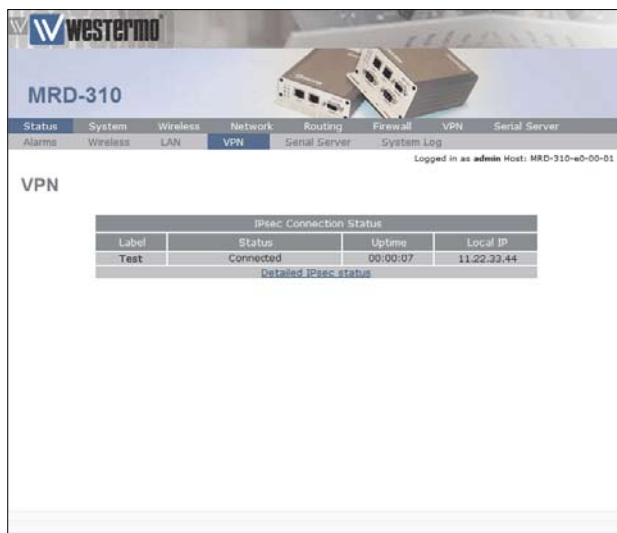 Westermo
MRD-310
Status System Wireless Network Routing Firewall VPN Serial Server
Alarms Wireless LAN VPN Serial Server System Log
Logged in as admin Host: MRD-310-e0-00-01
VPN
IPsec Connection Status
Label Status Uptime Local IP
Test Connected 00:00:07 11.22.33.44
Detailed IPsec status